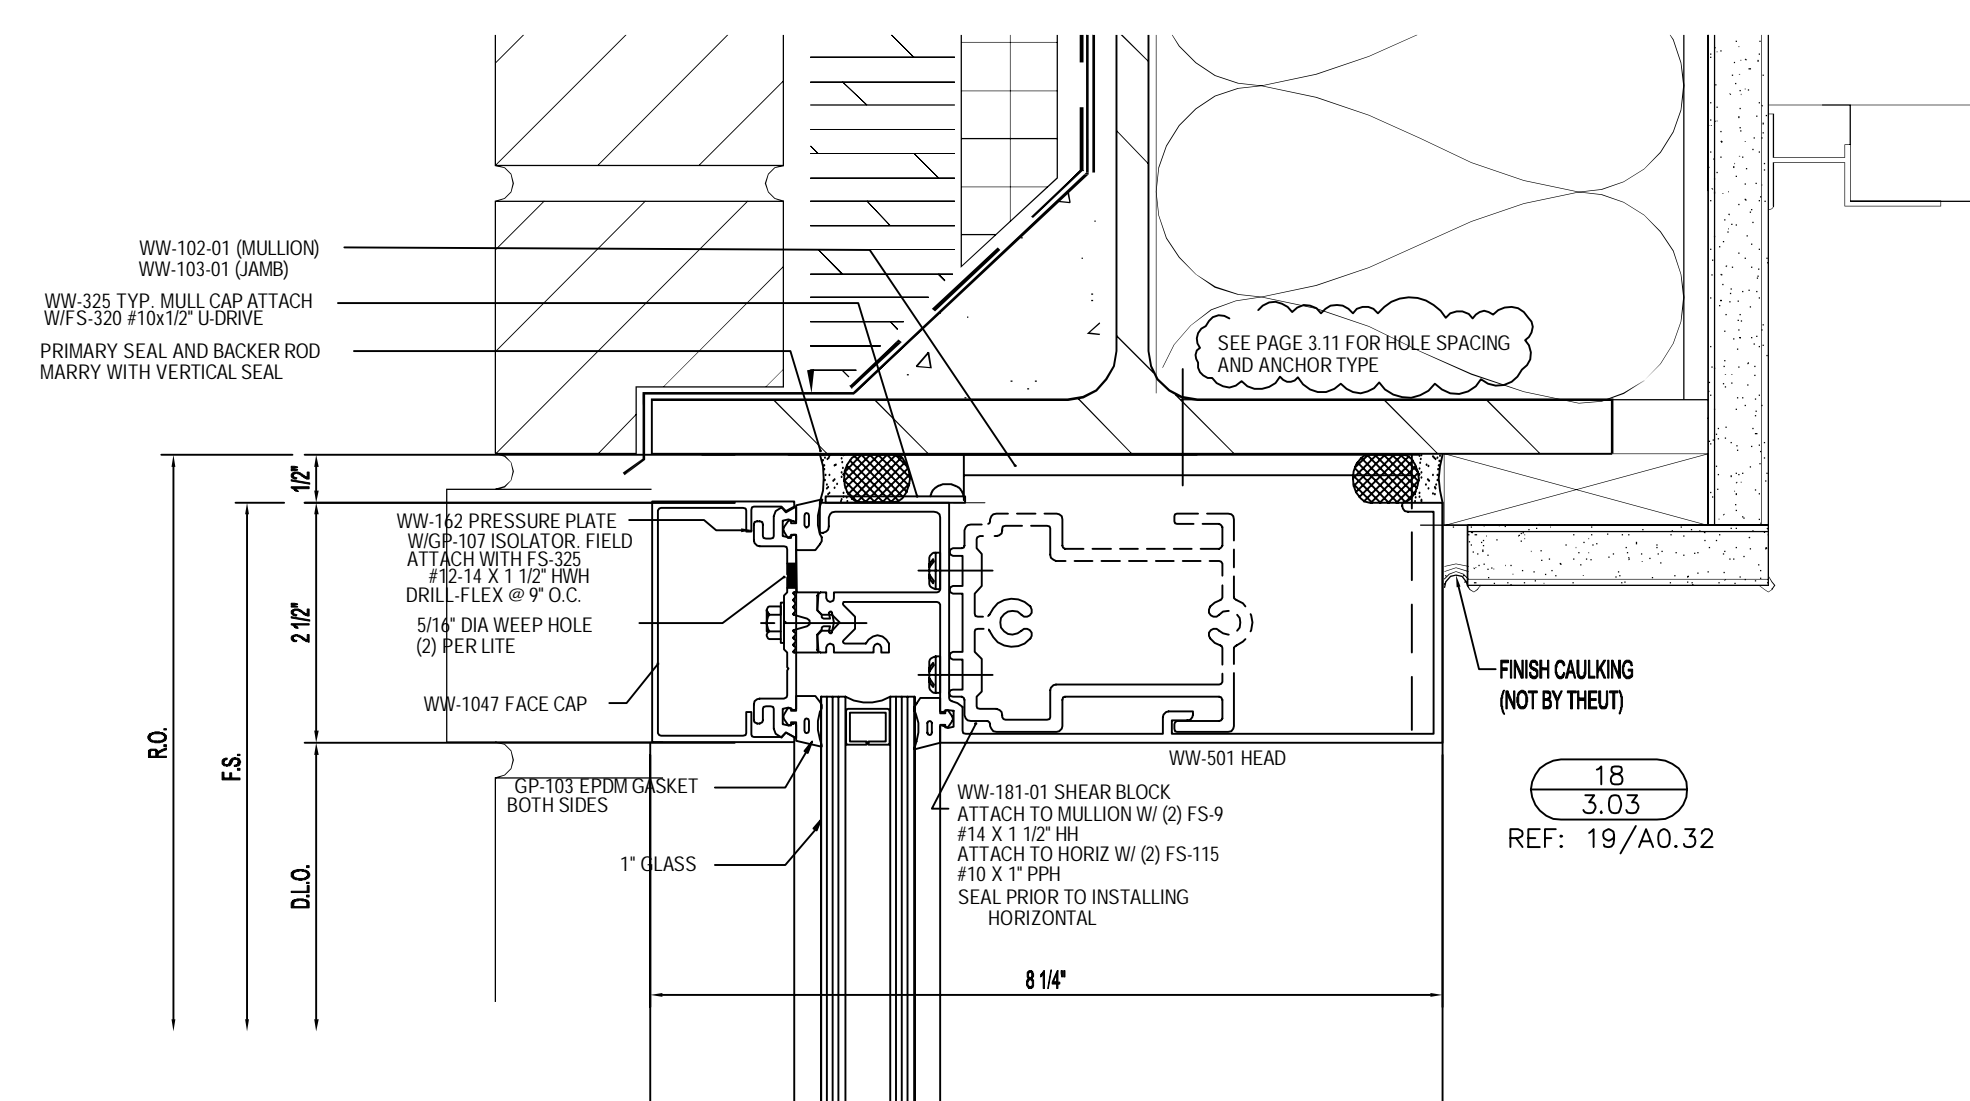 WW-102-01 (MULLION)
WW-103-01 (JAMB)
WW-325 TYP. MULL CAP ATTACH
W/FS-320 #10x1/2" U-DRIVE
PRIMARY SEAL AND BACKER ROD
MARRY WITH VERTICAL SEAL
SEE PAGE 3.11 FOR HOLE SPACING
AND ANCHOR TYPE
1/2"
2 1/2"
R.O.
F.S.
D.L.O.
WW-162 PRESSURE PLATE
W/GP-107 ISOLATOR. FIELD
ATTACH WITH FS-325
#12-14 X 1 1/2" HWH
DRILL-FLEX @ 9" O.C.
5/16" DIA WEEP HOLE
(2) PER LITE
WW-1047 FACE CAP
GP-103 EPDM GASKET
BOTH SIDES
1" GLASS
WW-501 HEAD
WW-181-01 SHEAR BLOCK
ATTACH TO MULLION W/ (2) FS-9
#14 X 1 1/2" HH
ATTACH TO HORIZ W/ (2) FS-115
#10 X 1" PPH
SEAL PRIOR TO INSTALLING
HORIZONTAL
8 1/4"
FINISH CAULKING
(NOT BY THEUT)
18
3.03
REF: 19/A0.32